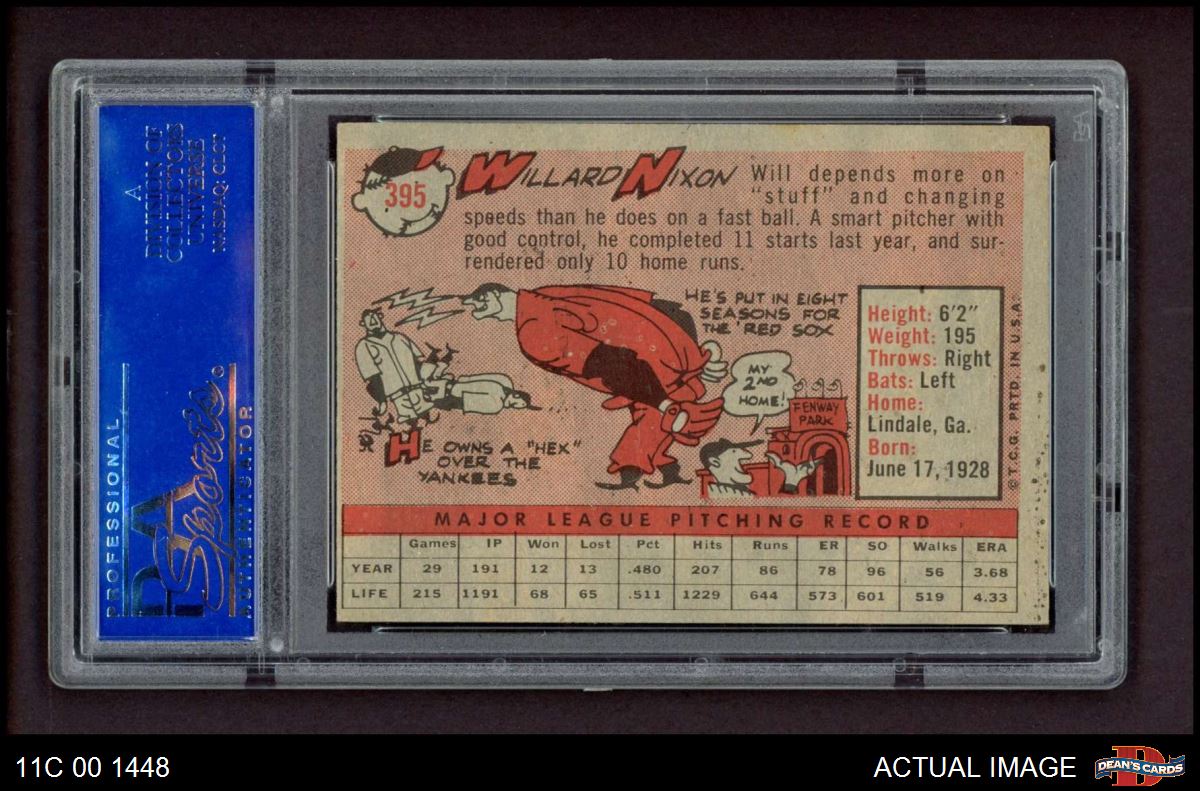 A
DIVISION OF
COLLECTORS
UNIVERSE
NASDAQ: CLCT
PROFESSIONAL
PSA
Sports
AUTHENTICATOR
395
WILLARD NIXON
Will depends more on
"stuff" and changing
speeds than he does on a fast ball. A smart pitcher with
good control, he completed 11 starts last year, and sur-
rendered only 10 home runs.
HE'S PUT IN EIGHT
SEASONS FOR
THE RED SOX
MY
2ND
HOME!
FENWAY
PARK
HE OWNS A "HEX"
OVER THE
YANKEES
Height: 6'2"
Weight: 195
Throws: Right
Bats: Left
Home:
Lindale, Ga.
Born:
June 17, 1928
© T.C.G. PRTD. IN U.S.A.
MAJOR LEAGUE PITCHING RECORD
Games IP Won Lost Pct Hits Runs ER SO Walks ERA
YEAR 29 191 12 13 .480 207 86 78 96 56 3.68
LIFE 215 1191 68 65 .511 1229 644 573 601 519 4.33
11C 00 1448
ACTUAL IMAGE
DEAN'S CARDS